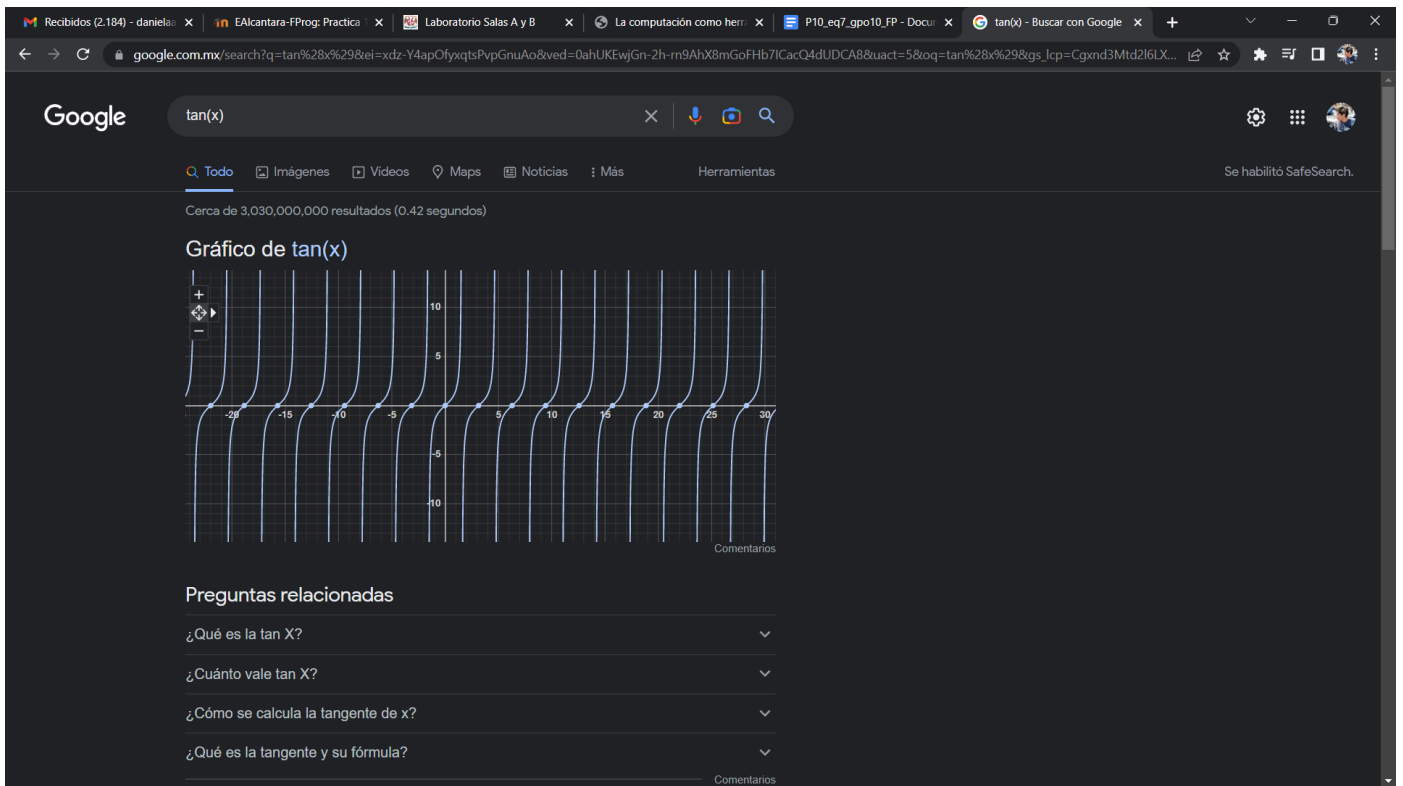 Recibidos (2.184) - danielaa
EAlcantara-FProg: Practica 1
Laboratorio Salas A y B
La computación como herra
P10_eq7_gpo10_FP - Docum
tan(x) - Buscar con Google
google.com.mx/search?q=tan%28x%29&ei=xdz-Y4apOfyxqtsPvpGnuAo&ved=0ahUKEwjGn-2h-rn9AhX8mGoFHb7ICacQ4dUDCA8&uact=5&oq=tan%28x%29&gs_lcp=Cgxnd3Mtd2l6LX...
Google
tan(x)
Todo
Imágenes
Videos
Maps
Noticias
Más
Herramientas
Se habilitó SafeSearch.
Cerca de 3,030,000,000 resultados (0.42 segundos)
Gráfico de tan(x)
10
5
-20 -15 -10 -5 5 10 15 20 25 30
-5
-10
Comentarios
Preguntas relacionadas
¿Qué es la tan X?
¿Cuánto vale tan X?
¿Cómo se calcula la tangente de x?
¿Qué es la tangente y su fórmula?
Comentarios